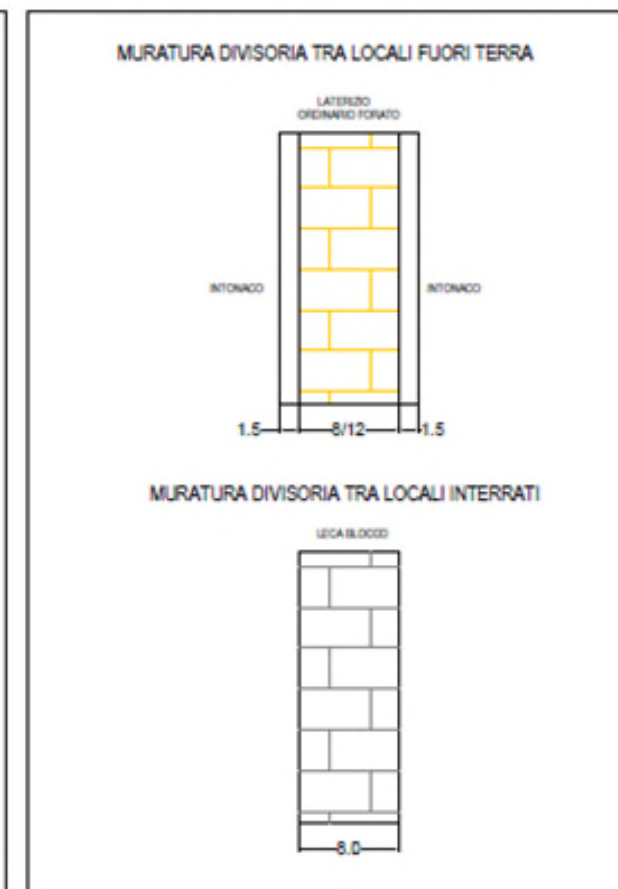 MURATURA DIVISORIA TRA LOCALI FUORI TERRA
LATERIZIO
ORDINARIO FORATO
INTONACO
INTONACO
1.5
8/12
1.5
MURATURA DIVISORIA TRA LOCALI INTERRATI
LECA BLOCCO
8.0